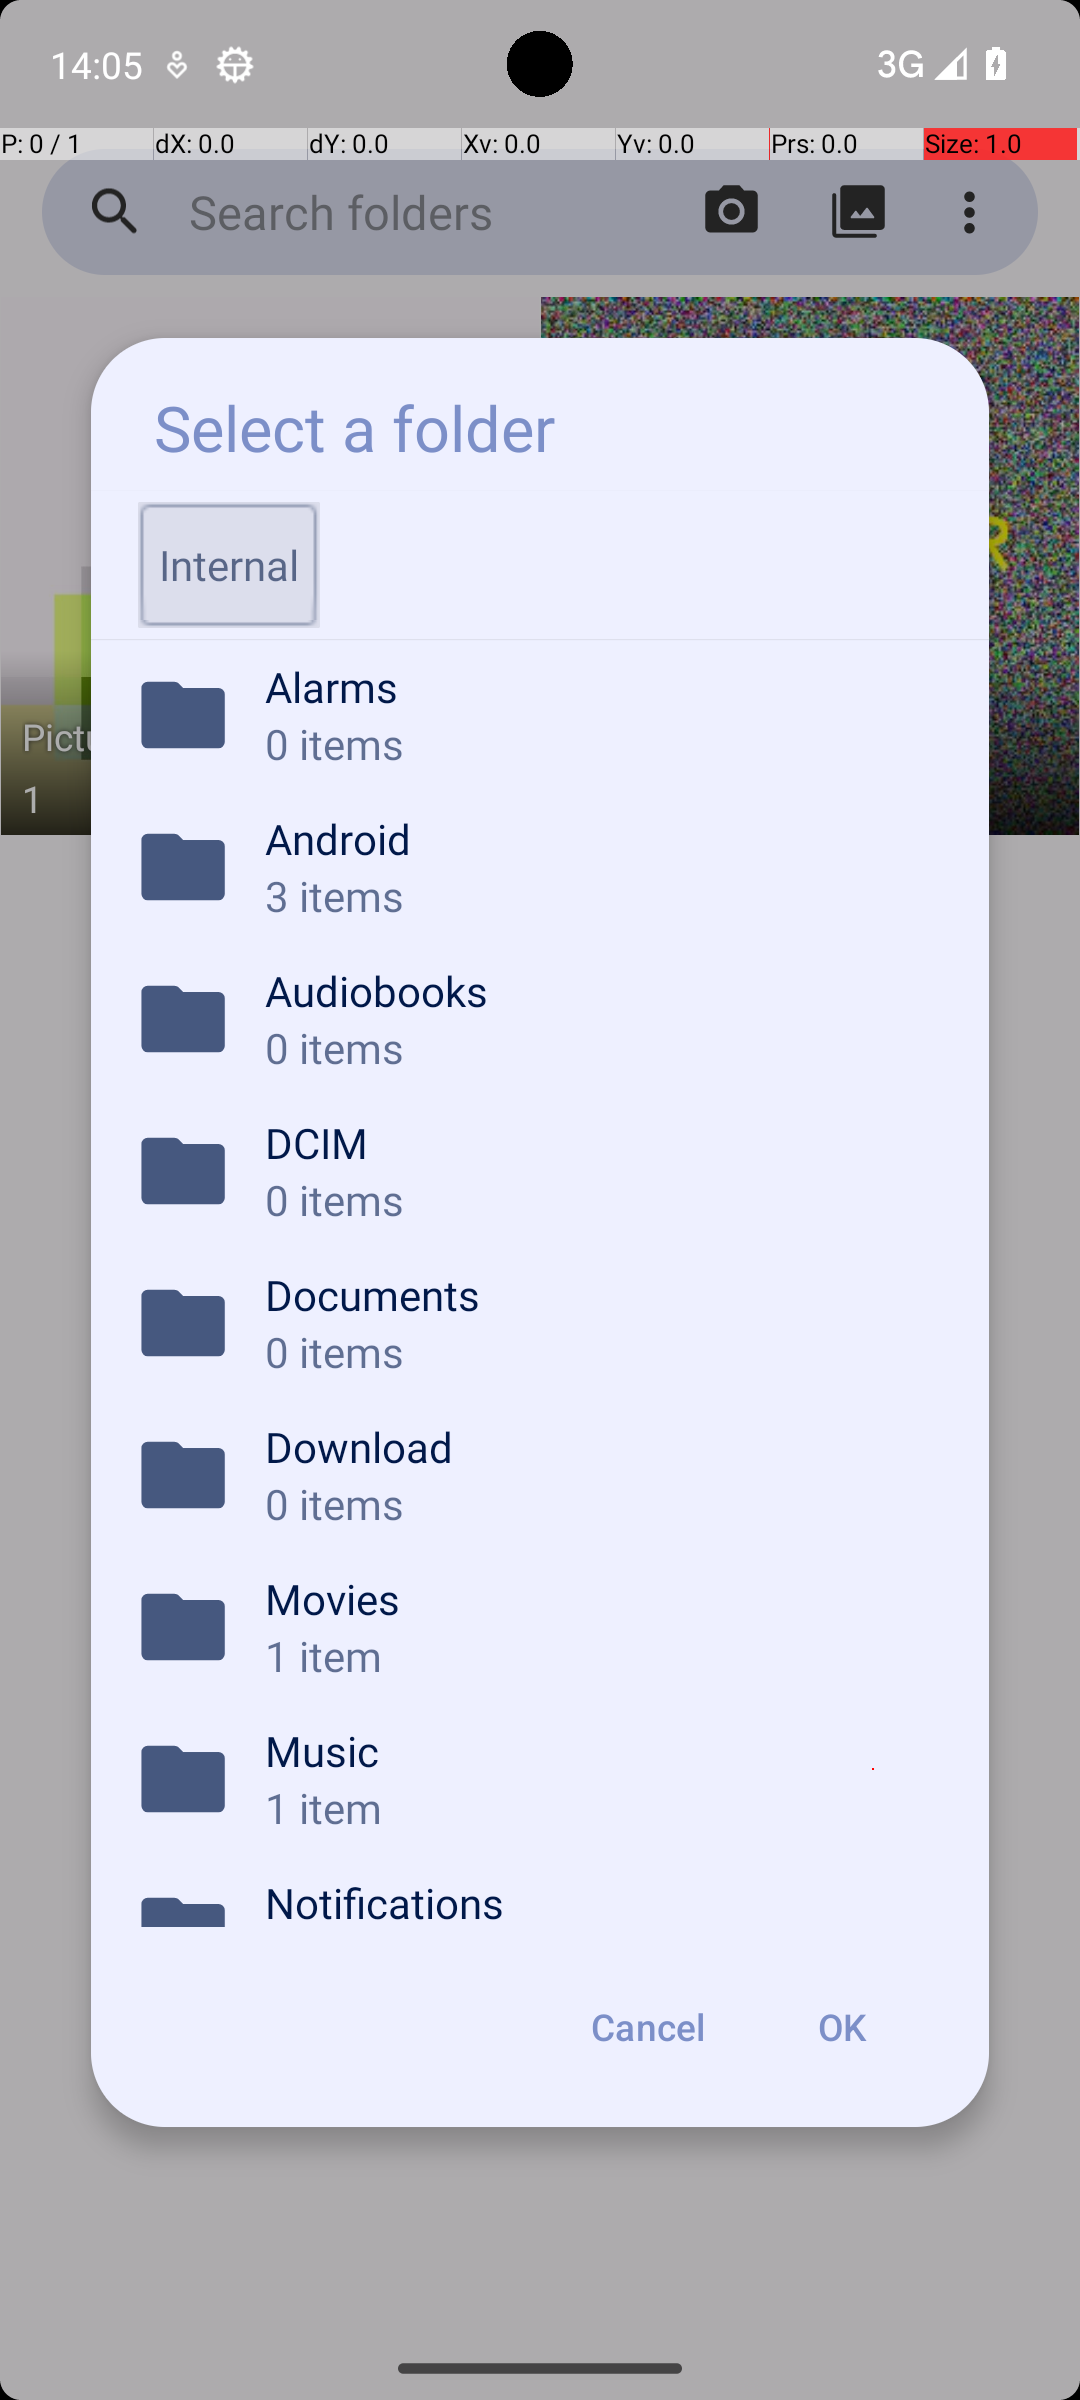 14:05
3G
P: 0 / 1
dX: 0.0
dY: 0.0
Xv: 0.0
Yv: 0.0
Prs: 0.0
Size: 1.0
Search folders
Select a folder
Internal
Alarms
0 items
Android
3 items
Audiobooks
0 items
DCIM
0 items
Documents
0 items
Download
0 items
Movies
1 item
Music
1 item
Notifications
Pictu
1
R
Cancel
OK